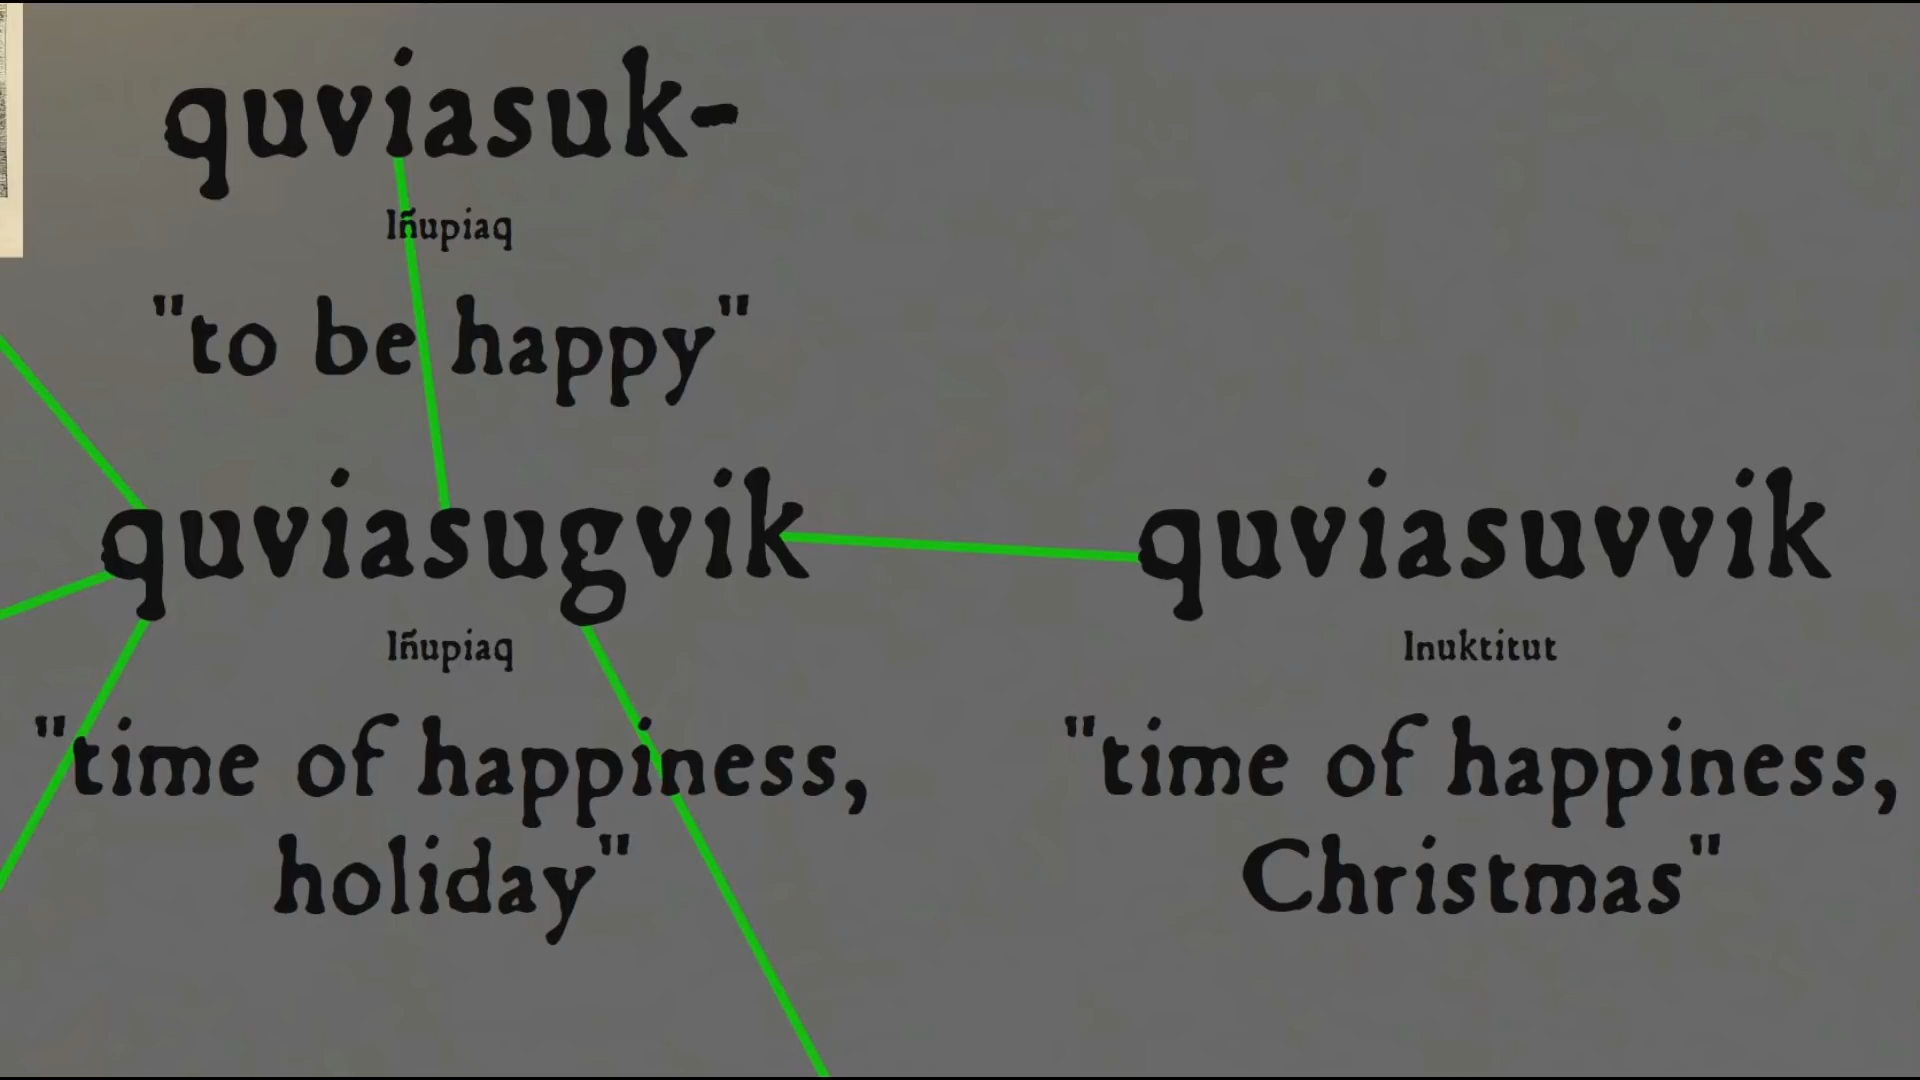 quviasuk-
Iñupiaq
"to be happy"
quviasugvik
Iñupiaq
"time of happiness,
holiday"
quviasuvvik
Inuktitut
"time of happiness,
Christmas"